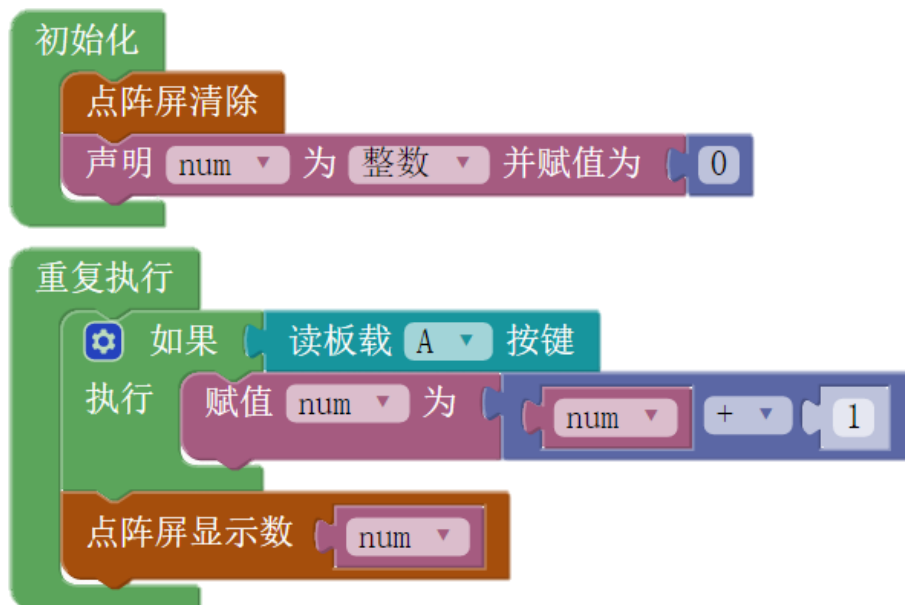 初始化
点阵屏清除
声明 num 为 整数 并赋值为 0
重复执行
如果 读板载 A 按键
执行 赋值 num 为 num + 1
点阵屏显示数 num